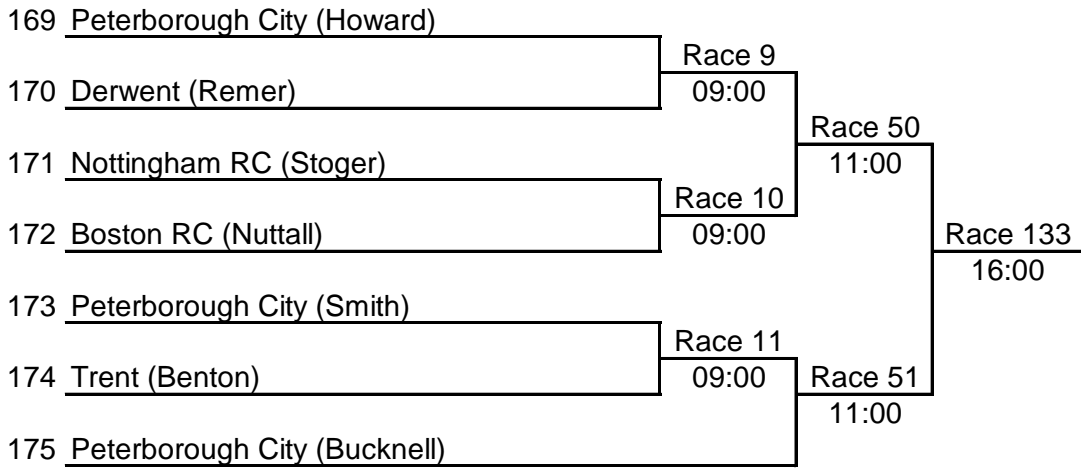 169 Peterborough City (Howard)
Race 9
170 Derwent (Remer)
09:00
Race 50
171 Nottingham RC (Stoger)
11:00
Race 10
172 Boston RC (Nuttall)
09:00
Race 133
16:00
173 Peterborough City (Smith)
Race 11
174 Trent (Benton)
09:00
Race 51
11:00
175 Peterborough City (Bucknell)